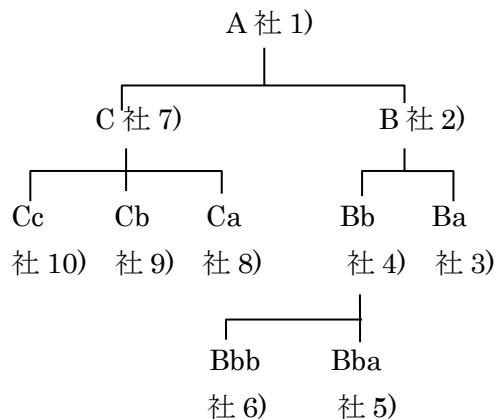 A 社 1)
C 社 7)
B 社 2)
Cc
社 10)
Cb
社 9)
Ca
社 8)
Bb
社 4)
Ba
社 3)
Bbb
社 6)
Bba
社 5)